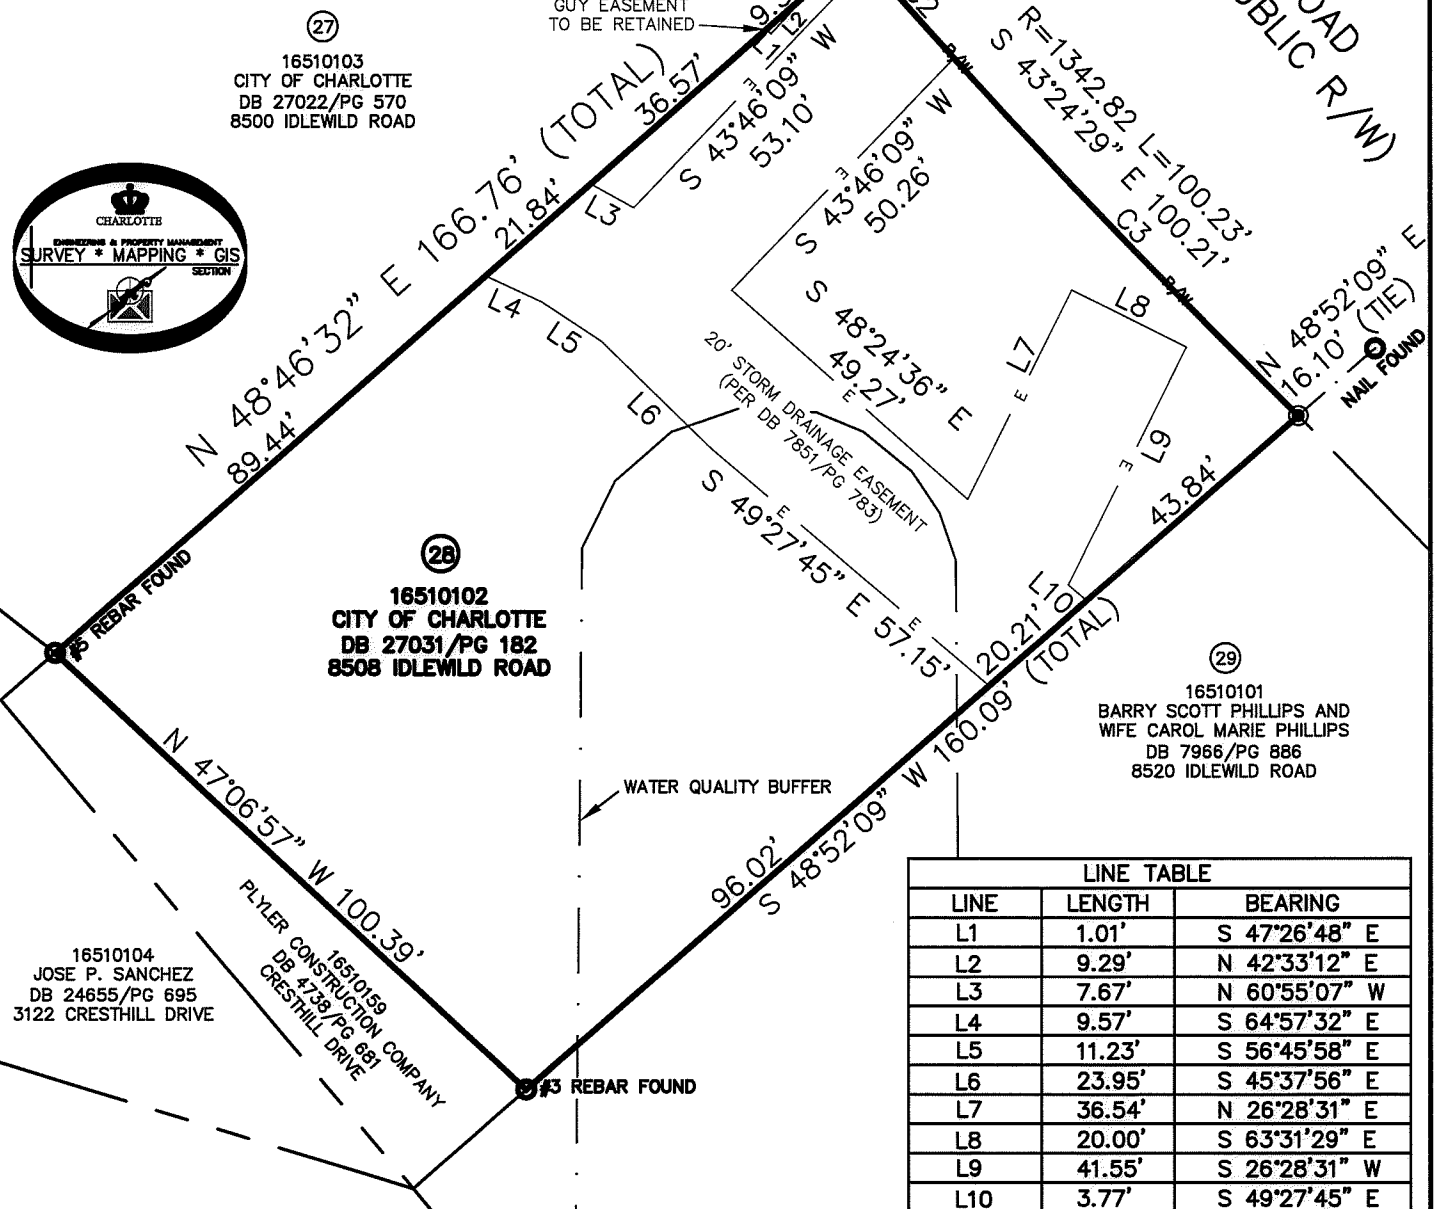 GUY EASEMENT
TO BE RETAINED
27
16510103
CITY OF CHARLOTTE
DB 27022/PG 570
8500 IDLEWILD ROAD
CHARLOTTE
ENGINEERING & PROPERTY MANAGEMENT
SURVEY * MAPPING * GIS
SECTION
N 48°46'32" E 166.76' (TOTAL)
89.44'
21.84'
36.57'
L1
L2
S 43°46'09" W
53.10'
L3
E
S 43°46'09" W
50.26'
E
R/W
R=1342.82 L=100.23'
S 43°24'29" E 100.21'
C3
R/W
PUBLIC R/W)
N 48°52'09" E
16.10' (TIE)
NAIL FOUND
L4
L5
L6
S 48°24'36" E
49.27'
E
20' STORM DRAINAGE EASEMENT
(PER DB 7851/PG 783)
L7
E
L8
L9
E
L10
S 49°27'45" E 57.15'
E
E
43.84'
20.21'
96.02'
S 48°52'09" W 160.09' (TOTAL)
28
16510102
CITY OF CHARLOTTE
DB 27031/PG 182
8508 IDLEWILD ROAD
#5 REBAR FOUND
N 47°06'57" W 100.39'
WATER QUALITY BUFFER
29
16510101
BARRY SCOTT PHILLIPS AND
WIFE CAROL MARIE PHILLIPS
DB 7966/PG 886
8520 IDLEWILD ROAD
16510104
JOSE P. SANCHEZ
DB 24655/PG 695
3122 CRESTHILL DRIVE
16510159
PLYLER CONSTRUCTION COMPANY
DB 4738/PG 681
CRESTHILL DRIVE
#3 REBAR FOUND
LINE TABLE
LINE LENGTH BEARING
L1 1.01' S 47°26'48" E
L2 9.29' N 42°33'12" E
L3 7.67' N 60°55'07" W
L4 9.57' S 64°57'32" E
L5 11.23' S 56°45'58" E
L6 23.95' S 45°37'56" E
L7 36.54' N 26°28'31" E
L8 20.00' S 63°31'29" E
L9 41.55' S 26°28'31" W
L10 3.77' S 49°27'45" E